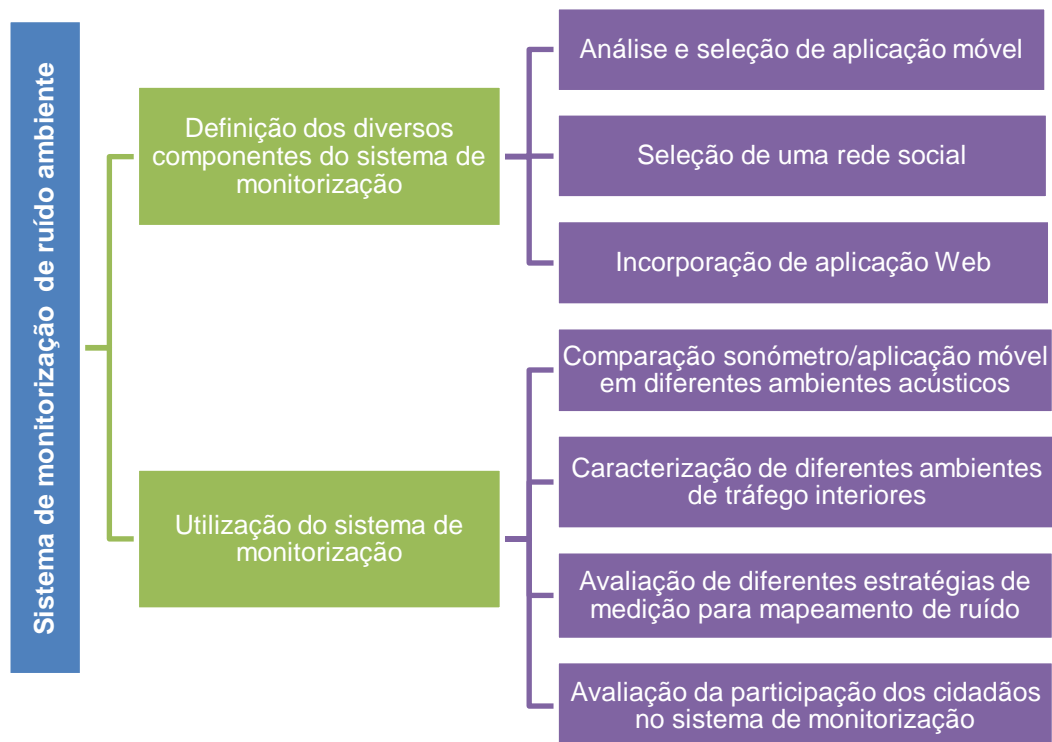 Sistema de monitorização de ruído ambiente
Definição dos diversos
componentes do sistema de
monitorização
Análise e seleção de aplicação móvel
Seleção de uma rede social
Incorporação de aplicação Web
Utilização do sistema de
monitorização
Comparação sonómetro/aplicação móvel
em diferentes ambientes acústicos
Caracterização de diferentes ambientes
de tráfego interiores
Avaliação de diferentes estratégias de
medição para mapeamento de ruído
Avaliação da participação dos cidadãos
no sistema de monitorização